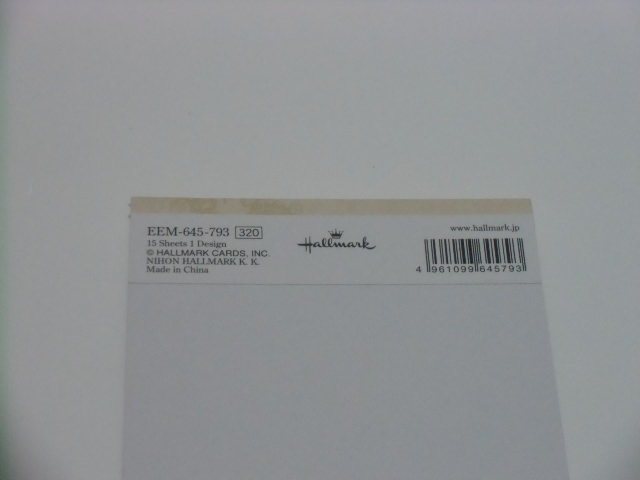 EEM-645-793 320
15 Sheets 1 Design
© HALLMARK CARDS, INC.
NIHON HALLMARK K. K.
Made in China
Hallmark
www.hallmark.jp
4 961099 645793